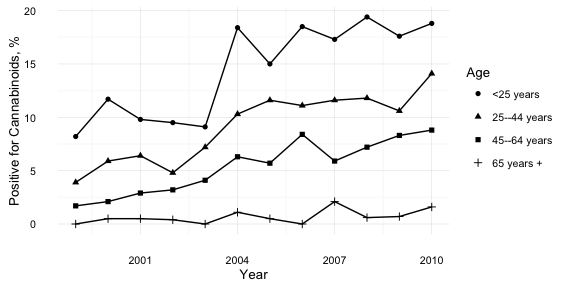 Positive for Cannabinoids, %
20
15
10
5
0
2001
2004
2007
2010
Year
Age
<25 years
25--44 years
45--64 years
65 years +